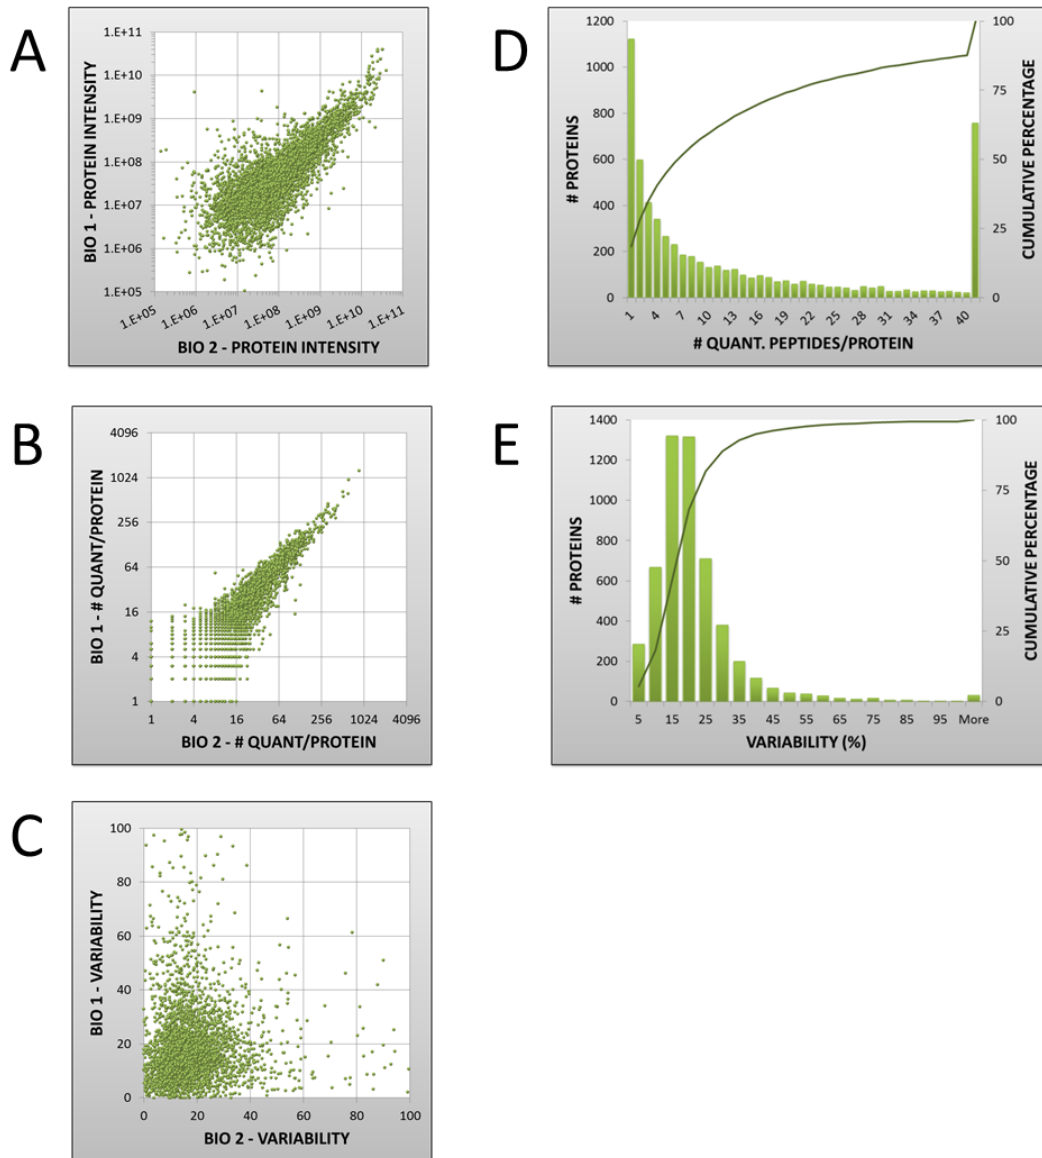 A
1.E+11
1.E+10
1.E+09
1.E+08
1.E+07
1.E+06
1.E+05
BIO 1 - PROTEIN INTENSITY
1.E+05 1.E+06 1.E+07 1.E+08 1.E+09 1.E+10 1.E+11
BIO 2 - PROTEIN INTENSITY
B
4096
1024
256
64
16
4
1
BIO 1 - # QUANT/PROTEIN
1 4 16 64 256 1024 4096
BIO 2 - # QUANT/PROTEIN
C
100
80
60
40
20
0
BIO 1 - VARIABILITY
0 20 40 60 80 100
BIO 2 - VARIABILITY
D
1200
1000
800
600
400
200
0
# PROTEINS
100
75
50
25
0
CUMULATIVE PERCENTAGE
1 4 7 10 13 16 19 22 25 28 31 34 37 40
# QUANT. PEPTIDES/PROTEIN
E
1400
1200
1000
800
600
400
200
0
# PROTEINS
100
75
50
25
0
CUMULATIVE PERCENTAGE
5 15 25 35 45 55 65 75 85 95 More
VARIABILITY (%)